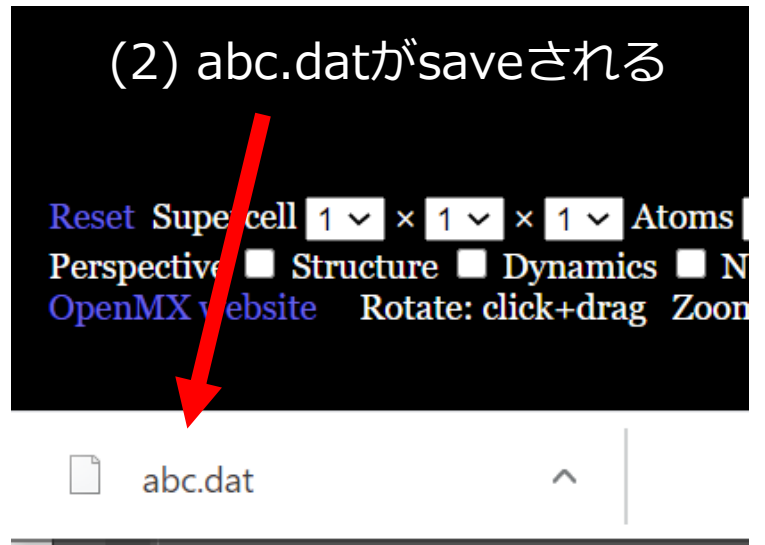 (2) abc.datがsaveされる
Reset Supercell 1 × 1 × 1 Atoms
Perspective Structure Dynamics N
OpenMX website Rotate: click+drag Zoom
abc.dat